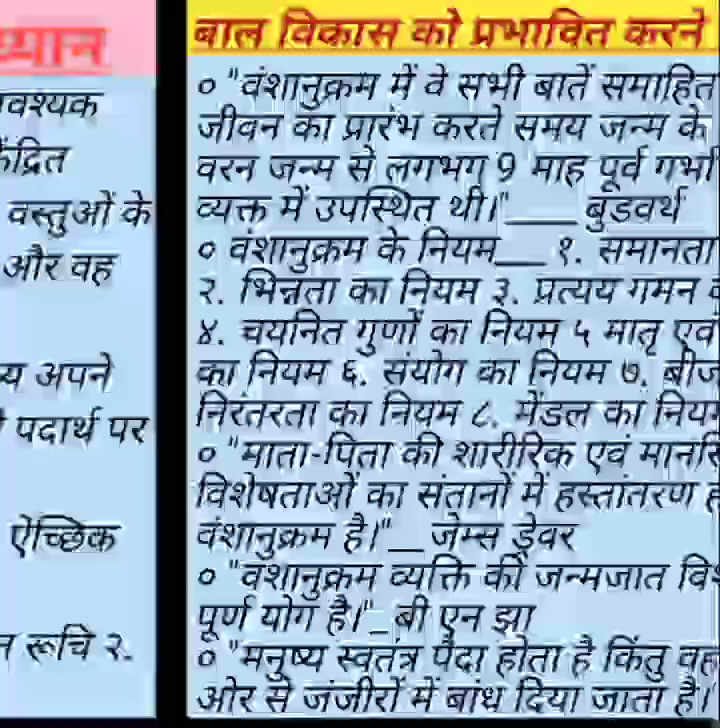 ध्यान
वश्यक
केंद्रित
वस्तुओं के
और वह
अपने
पदार्थ पर
ऐच्छिक
रूचि २.
बाल विकास को प्रभावित करने
० "वंशानुक्रम में वे सभी बातें समाहित
जीवन का प्रारंभ करते समय जन्म के
वरन जन्म से लगभग 9 माह पूर्व गर्भा
व्यक्त में उपस्थित थी।"____ बुडवर्थ
० वंशानुक्रम के नियम___ १. समानता
२. भिन्नता का नियम ३. प्रत्यय गमन
४. चयनित गुणों का नियम ५ मातृ एवं
का नियम ६. संयोग का नियम ७. बीज
निरंतरता का नियम ८. मेंडल का नियम
० "माता-पिता की शारीरिक एवं मानसि
विशेषताओं का संतानों में हस्तांतरण
वंशानुक्रम है।"__ जेम्स ड्रेवर
० "वंशानुक्रम व्यक्ति की जन्मजात वि
पूर्ण योग है।"_ बी एन झा
० "मनुष्य स्वतंत्र पैदा होता है किंतु वह
ओर से जंजीरों में बांध दिया जाता है।"